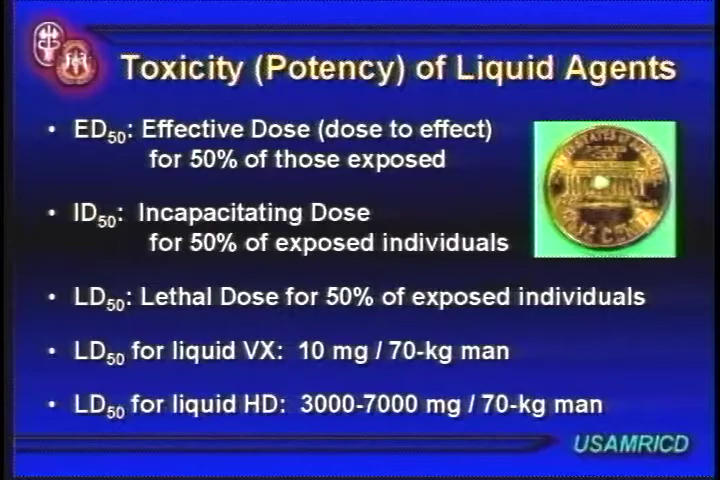 Toxicity (Potency) of Liquid Agents
• ED50: Effective Dose (dose to effect)
for 50% of those exposed
• ID50: Incapacitating Dose
for 50% of exposed individuals
• LD50: Lethal Dose for 50% of exposed individuals
• LD50 for liquid VX: 10 mg / 70-kg man
• LD50 for liquid HD: 3000-7000 mg / 70-kg man
USAMRICD